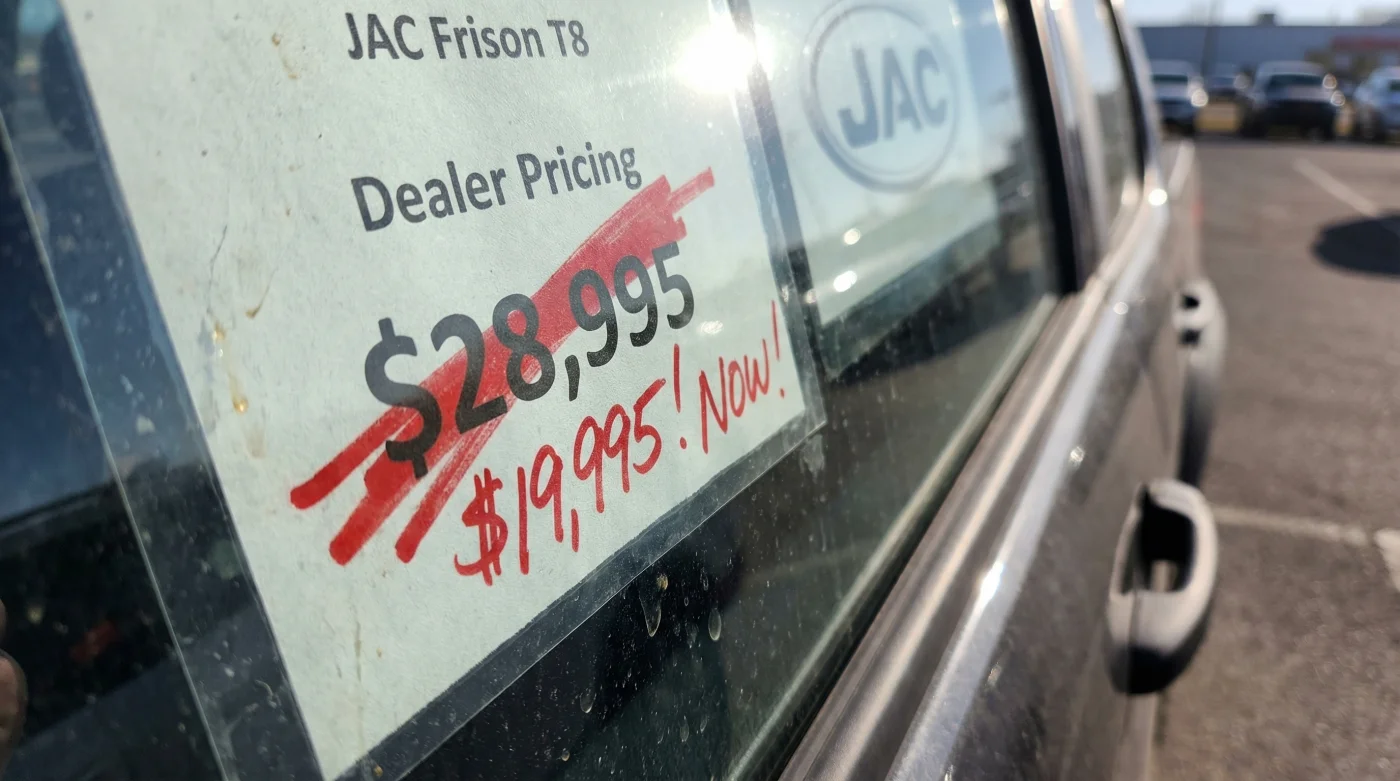 JAC Frison T8
JAC
Dealer Pricing
$28,995
$19,995! NOW!